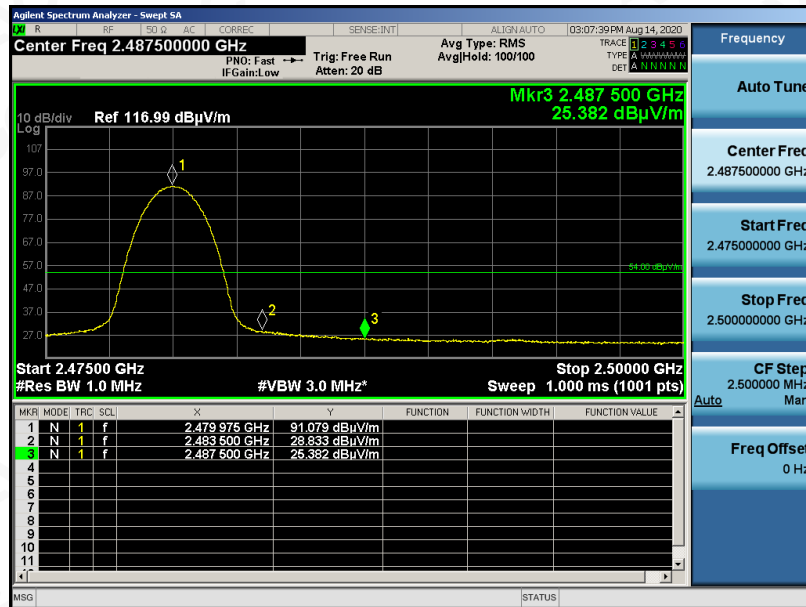 Agilent Spectrum Analyzer - Swept SA
LXI R RF 50 Ω AC CORREC SENSE:INT ALIGN AUTO 03:07:39 PM Aug 14, 2020
Center Freq 2.487500000 GHz
PNO: Fast
IFGain:Low
Trig: Free Run
Atten: 20 dB
Avg Type: RMS
Avg|Hold: 100/100
TRACE 1 2 3 4 5 6
TYPE A WWWWW
DET A N N N N N
Mkr3 2.487 500 GHz
25.382 dBµV/m
10 dB/div Ref 116.99 dBµV/m
Log
107
97.0
87.0
77.0
67.0
57.0
47.0
37.0
27.0
1
2
3
54.00 dBµV/m
Start 2.47500 GHz Stop 2.50000 GHz
#Res BW 1.0 MHz #VBW 3.0 MHz* Sweep 1.000 ms (1001 pts)
MKR MODE TRC SCL X Y FUNCTION FUNCTION WIDTH FUNCTION VALUE
1 N 1 f 2.479 975 GHz 91.079 dBµV/m
2 N 1 f 2.483 500 GHz 28.833 dBµV/m
3 N 1 f 2.487 500 GHz 25.382 dBµV/m
4
5
6
7
8
9
10
11
MSG STATUS
Frequency
Auto Tune
Center Freq
2.487500000 GHz
Start Freq
2.475000000 GHz
Stop Freq
2.500000000 GHz
CF Step
2.500000 MHz
Auto Man
Freq Offset
0 Hz